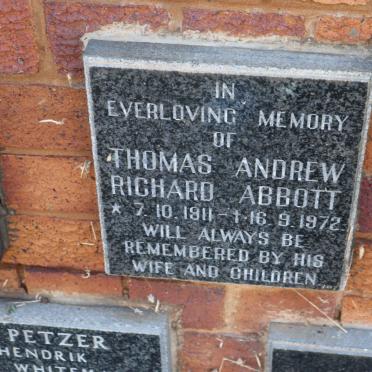 IN
EVERLOVING MEMORY
OF
THOMAS ANDREW
RICHARD ABBOTT
* 7.10.1911 - † 16.9.1972
WILL ALWAYS BE
REMEMBERED BY HIS
WIFE AND CHILDREN
PETZER
HENDRIK